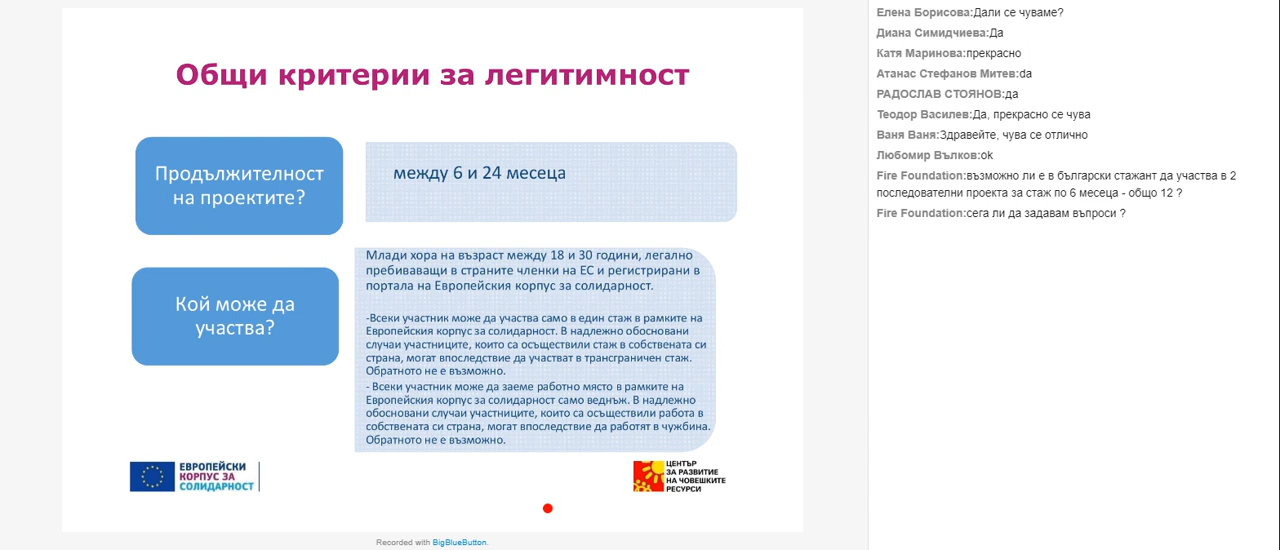 Общи критерии за легитимност
Продължителност
на проектите?
между 6 и 24 месеца
Кой може да
участва?
Млади хора на възраст между 18 и 30 години, легално
пребиваващи в страните членки на ЕС и регистрирани в
портала на Европейския корпус за солидарност.
-Всеки участник може да участва само в един стаж в рамките на
Европейския корпус за солидарност. В надлежно обосновани
случаи участниците, които са осъществили стаж в собствената си
страна, могат впоследствие да участват в трансграничен стаж.
Обратното не е възможно.
- Всеки участник може да заеме работно място в рамките на
Европейския корпус за солидарност само веднъж. В надлежно
обосновани случаи участниците, които са осъществили работа в
собствената си страна, могат впоследствие да работят в чужбина.
Обратното не е възможно.
ЕВРОПЕЙСКИ
КОРПУС ЗА
СОЛИДАРНОСТ
ЦЕНТЪР
ЗА РАЗВИТИЕ
НА ЧОВЕШКИТЕ
РЕСУРСИ
Recorded with BigBlueButton.
Елена Борисова:Дали се чуваме?
Диана Симидчиева:Да
Катя Маринова:прекрасно
Атанас Стефанов Митев:da
РАДОСЛАВ СТОЯНОВ:да
Теодор Василев:Да, прекрасно се чува
Ваня Ваня:Здравейте, чува се отлично
Любомир Вълков:ok
Fire Foundation:възможно ли е в български стажант да участва в 2
последователни проекта за стаж по 6 месеца - общо 12 ?
Fire Foundation:сега ли да задавам въпроси ?